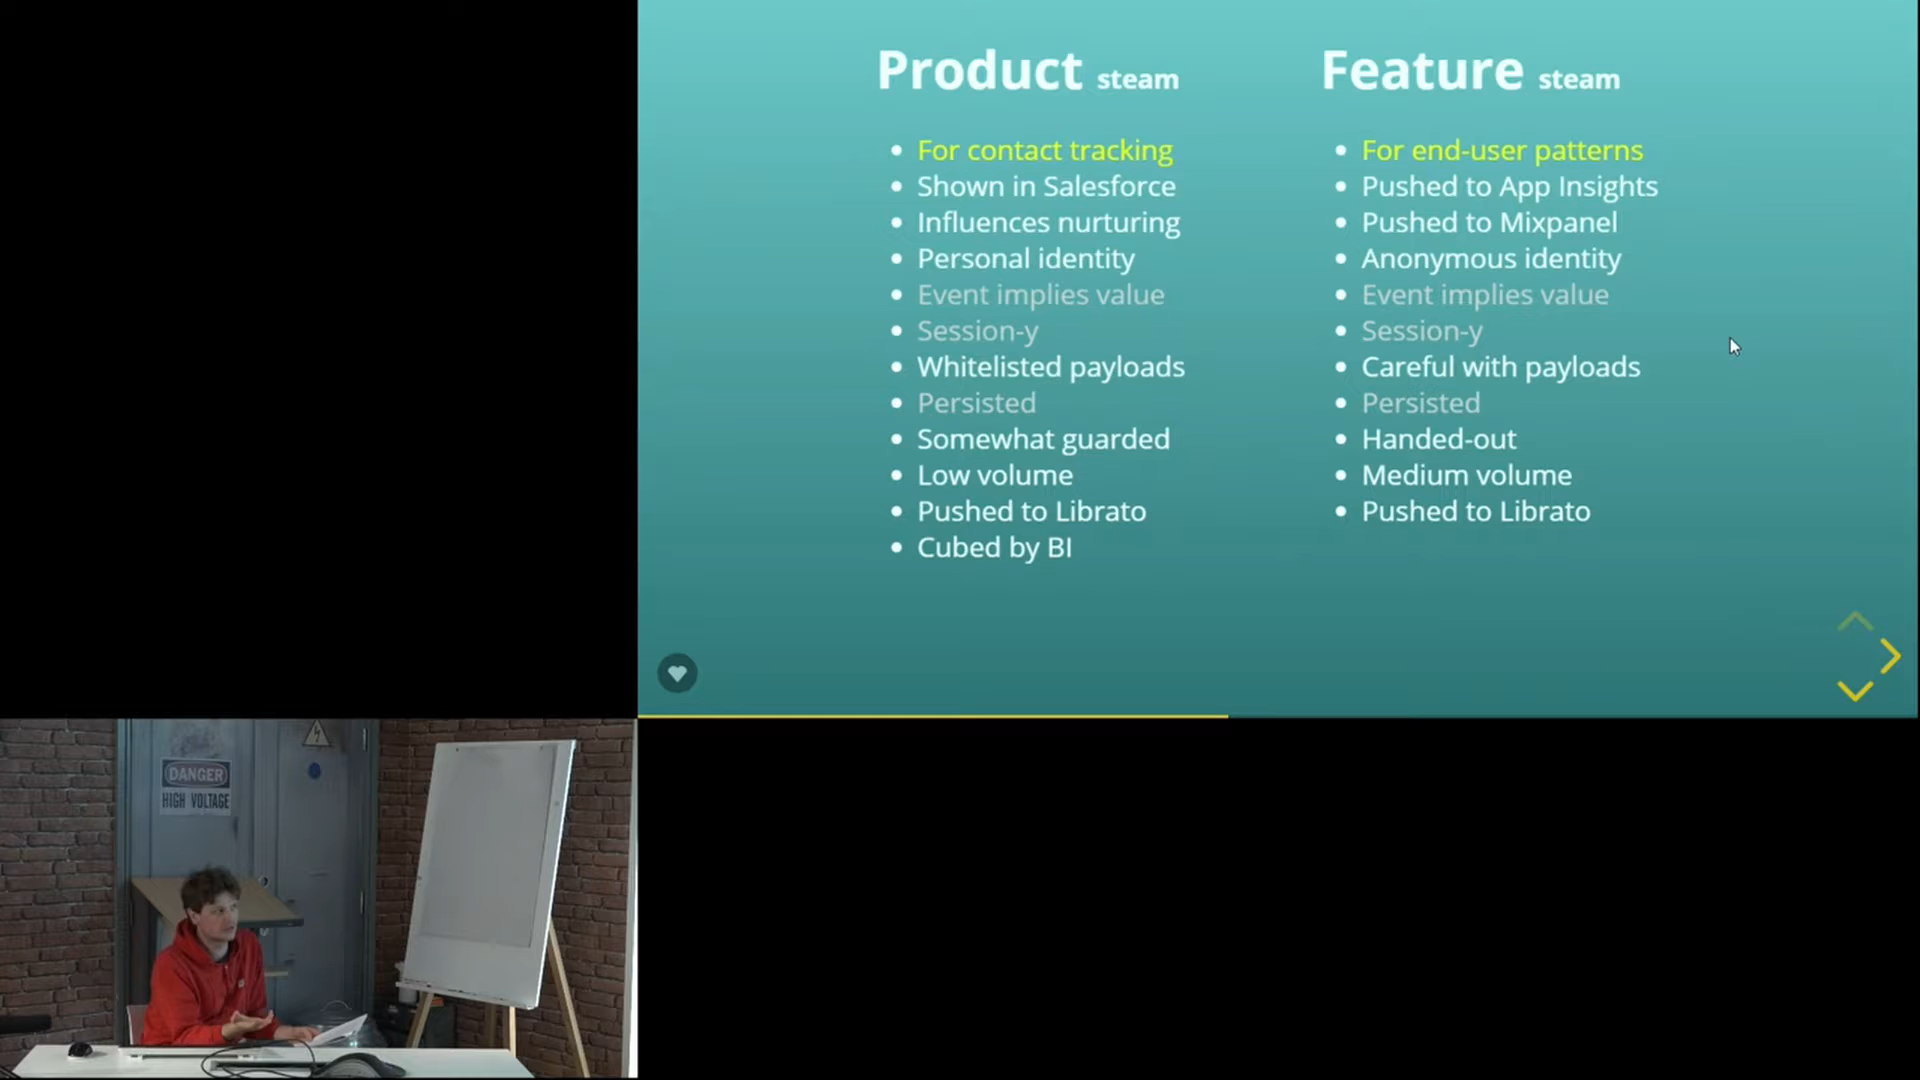 Product steam
For contact tracking
Shown in Salesforce
Influences nurturing
Personal identity
Event implies value
Session-y
Whitelisted payloads
Persisted
Somewhat guarded
Low volume
Pushed to Librato
Cubed by BI
Feature steam
For end-user patterns
Pushed to App Insights
Pushed to Mixpanel
Anonymous identity
Event implies value
Session-y
Careful with payloads
Persisted
Handed-out
Medium volume
Pushed to Librato
DANGER
HIGH VOLTAGE